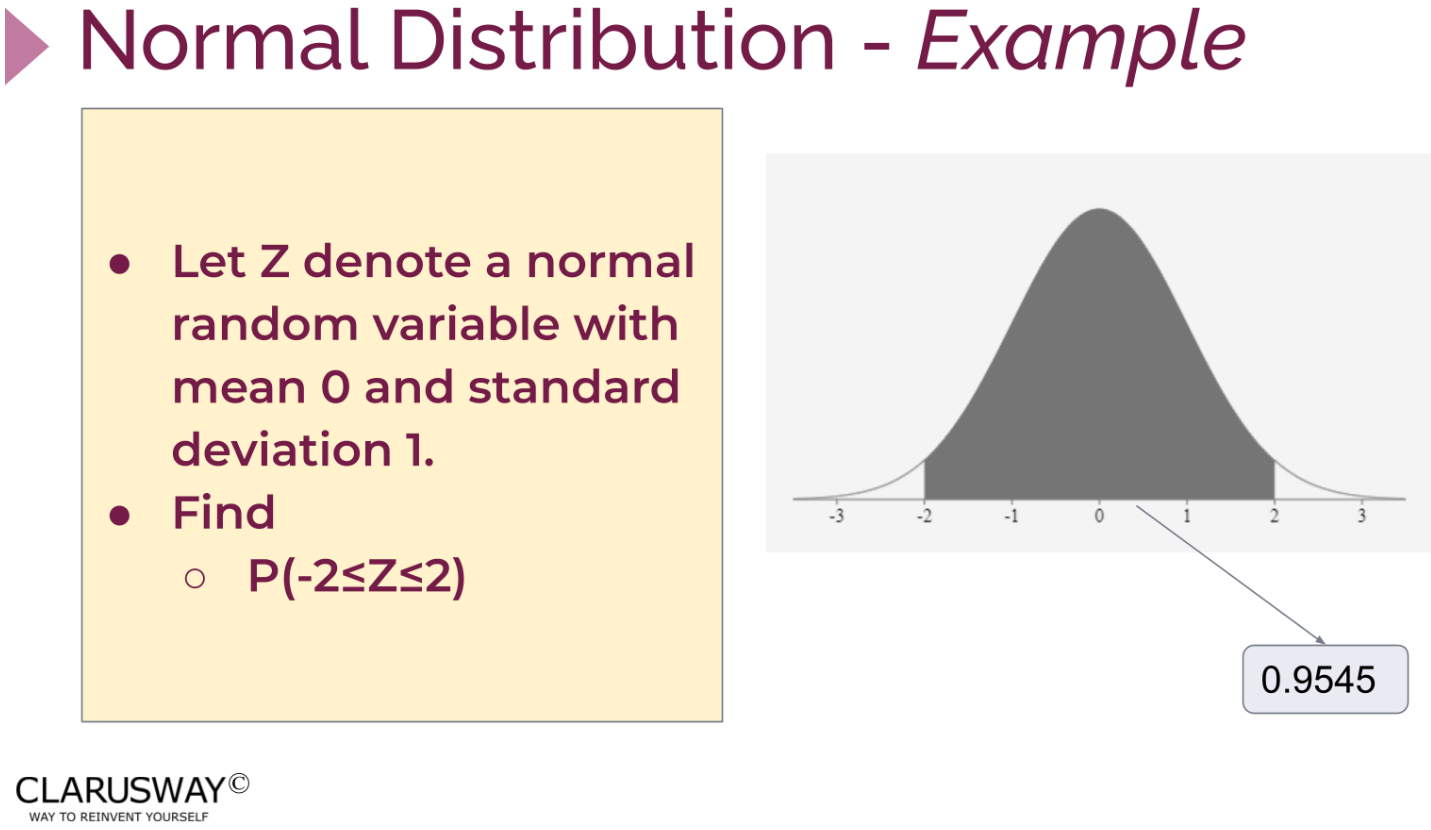 Normal Distribution - Example
● Let Z denote a normal
random variable with
mean 0 and standard
deviation 1.
● Find
○ P(-2≤Z≤2)
-3 -2 -1 0 1 2 3
0.9545
CLARUSWAY©
WAY TO REINVENT YOURSELF